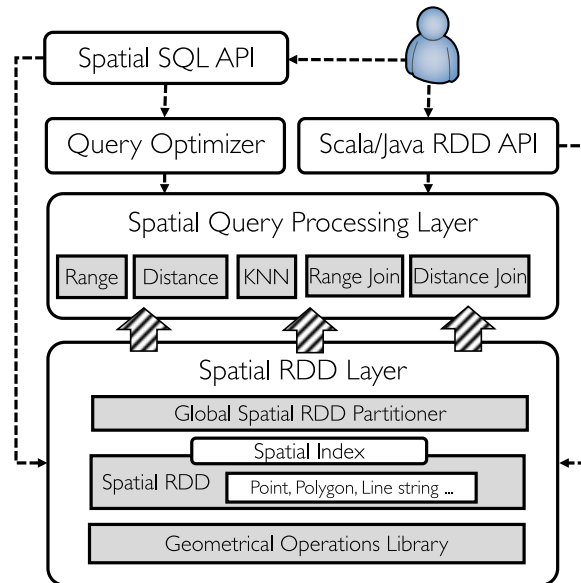 Spatial SQL API
Query Optimizer
Scala/Java RDD API
Spatial Query Processing Layer
Range
Distance
KNN
Range Join
Distance Join
Spatial RDD Layer
Global Spatial RDD Partitioner
Spatial Index
Spatial RDD
Point, Polygon, Line string ...
Geometrical Operations Library